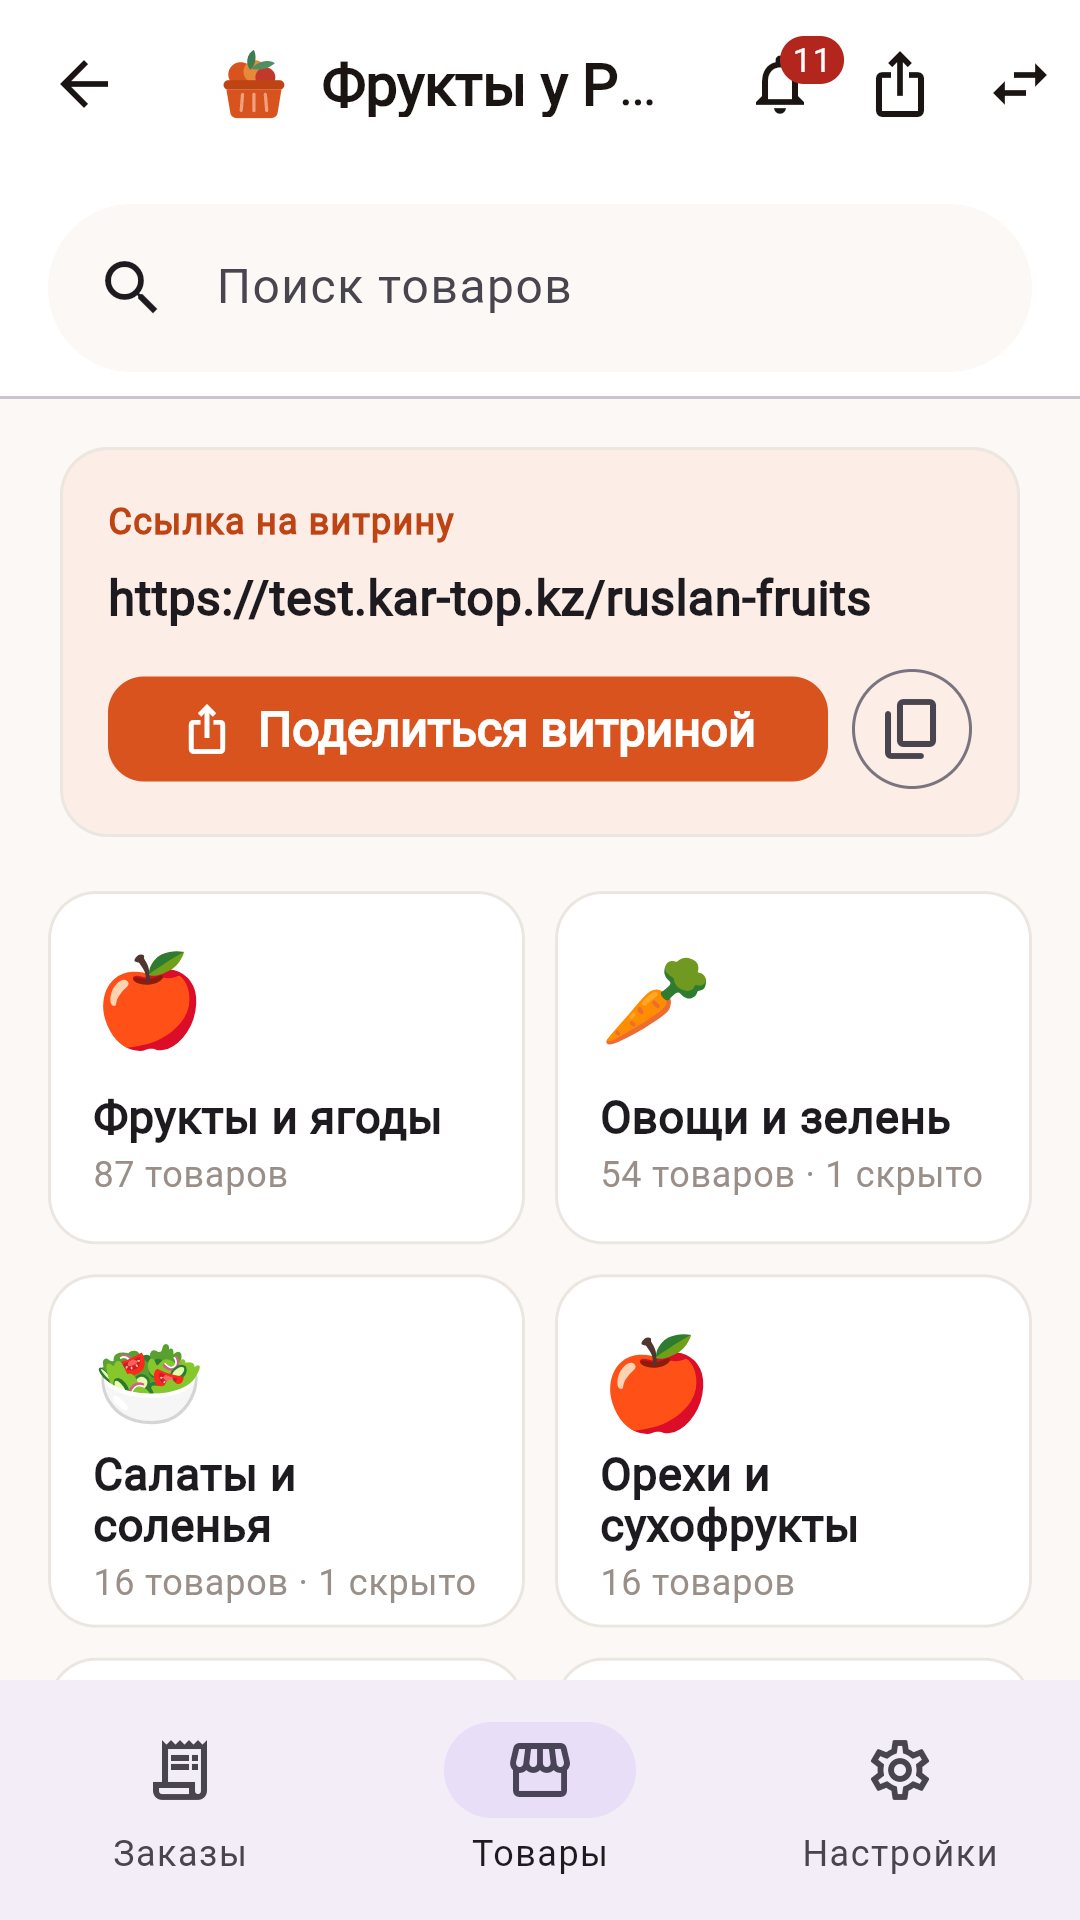 Фрукты у Р...
11
Поиск товаров
Ссылка на витрину
https://test.kar-top.kz/ruslan-fruits
Поделиться витриной
Фрукты и ягоды
87 товаров
Овощи и зелень
54 товаров · 1 скрыто
Салаты и
соленья
16 товаров · 1 скрыто
Орехи и
сухофрукты
16 товаров
Заказы
Товары
Настройки